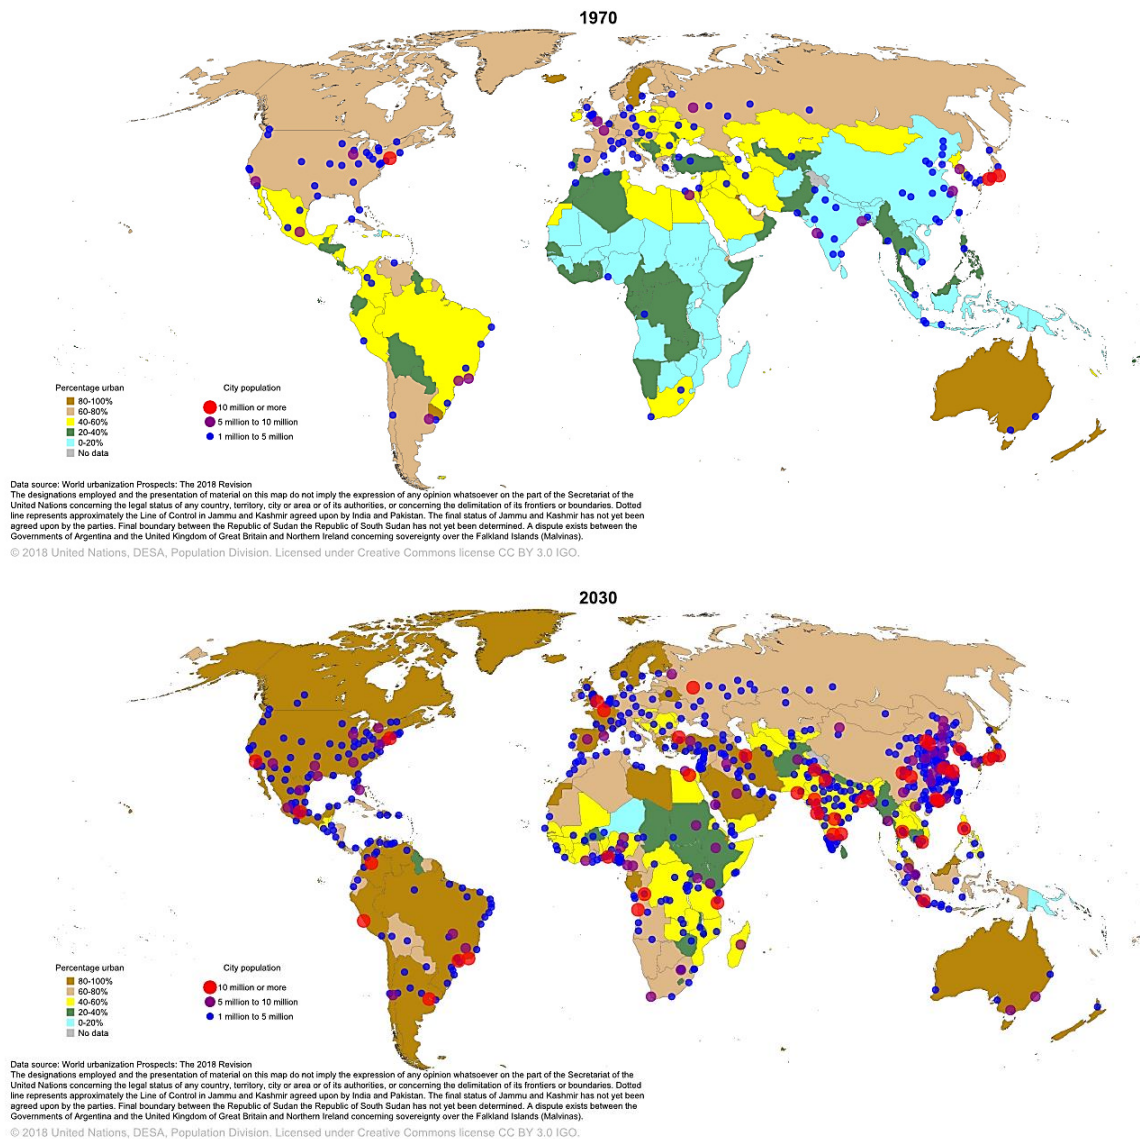 1970
Percentage urban
80-100%
60-80%
40-60%
20-40%
0-20%
No data
City population
10 million or more
5 million to 10 million
1 million to 5 million
Data source: World urbanization Prospects: The 2018 Revision
The designations employed and the presentation of material on this map do not imply the expression of any opinion whatsoever on the part of the Secretariat of the
United Nations concerning the legal status of any country, territory, city or area or of its authorities, or concerning the delimitation of its frontiers or boundaries. Dotted
line represents approximately the Line of Control in Jammu and Kashmir agreed upon by India and Pakistan. The final status of Jammu and Kashmir has not yet been
agreed upon by the parties. Final boundary between the Republic of Sudan the Republic of South Sudan has not yet been determined. A dispute exists between the
Governments of Argentina and the United Kingdom of Great Britain and Northern Ireland concerning sovereignty over the Falkland Islands (Malvinas).
© 2018 United Nations, DESA, Population Division. Licensed under Creative Commons license CC BY 3.0 IGO.
2030
Percentage urban
80-100%
60-80%
40-60%
20-40%
0-20%
No data
City population
10 million or more
5 million to 10 million
1 million to 5 million
Data source: World urbanization Prospects: The 2018 Revision
The designations employed and the presentation of material on this map do not imply the expression of any opinion whatsoever on the part of the Secretariat of the
United Nations concerning the legal status of any country, territory, city or area or of its authorities, or concerning the delimitation of its frontiers or boundaries. Dotted
line represents approximately the Line of Control in Jammu and Kashmir agreed upon by India and Pakistan. The final status of Jammu and Kashmir has not yet been
agreed upon by the parties. Final boundary between the Republic of Sudan the Republic of South Sudan has not yet been determined. A dispute exists between the
Governments of Argentina and the United Kingdom of Great Britain and Northern Ireland concerning sovereignty over the Falkland Islands (Malvinas).
© 2018 United Nations, DESA, Population Division. Licensed under Creative Commons license CC BY 3.0 IGO.